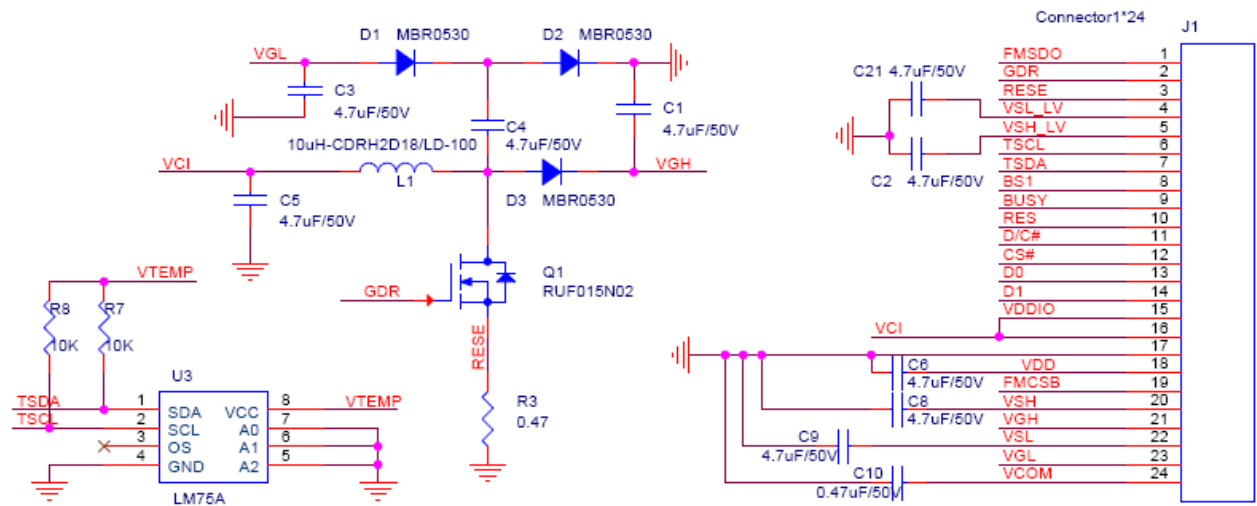 Connector1*24
J1
D1 MBR0530
D2 MBR0530
VGL
C3
4.7uF/50V
C4
4.7uF/50V
C1
4.7uF/50V
10uH-CDRH2D18/LD-100
VCI
L1
VGH
D3 MBR0530
C5
4.7uF/50V
Q1
RUF015N02
GDR
RESE
R3
0.47
VTEMP
R8
10K
R7
10K
U3
TSDA 1 SDA VCC 8 VTEMP
TSCL 2 SCL A0 7
3 OS A1 6
4 GND A2 5
LM75A
C21 4.7uF/50V
C2 4.7uF/50V
FMSDO 1
GDR 2
RESE 3
VSL_LV 4
VSH_LV 5
TSCL 6
TSDA 7
BS1 8
BUSY 9
RES 10
D/C# 11
CS# 12
D0 13
D1 14
VDDIO 15
VCI 16
17
C6 VDD 18
4.7uF/50V
FMCSB 19
C8 VSH 20
4.7uF/50V
VGH 21
C9 VSL 22
4.7uF/50V
VGL 23
C10 VCOM 24
0.47uF/50V